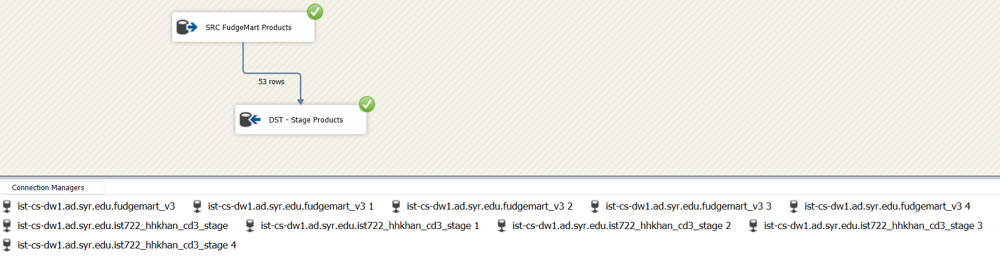 SRC FudgeMart Products
53 rows
DST - Stage Products
Connection Managers
ist-cs-dw1.ad.syr.edu.fudgemart_v3 ist-cs-dw1.ad.syr.edu.fudgemart_v3 1 ist-cs-dw1.ad.syr.edu.fudgemart_v3 2 ist-cs-dw1.ad.syr.edu.fudgemart_v3 3 ist-cs-dw1.ad.syr.edu.fudgemart_v3 4
ist-cs-dw1.ad.syr.edu.ist722_hhkhan_cd3_stage ist-cs-dw1.ad.syr.edu.ist722_hhkhan_cd3_stage 1 ist-cs-dw1.ad.syr.edu.ist722_hhkhan_cd3_stage 2 ist-cs-dw1.ad.syr.edu.ist722_hhkhan_cd3_stage 3
ist-cs-dw1.ad.syr.edu.ist722_hhkhan_cd3_stage 4